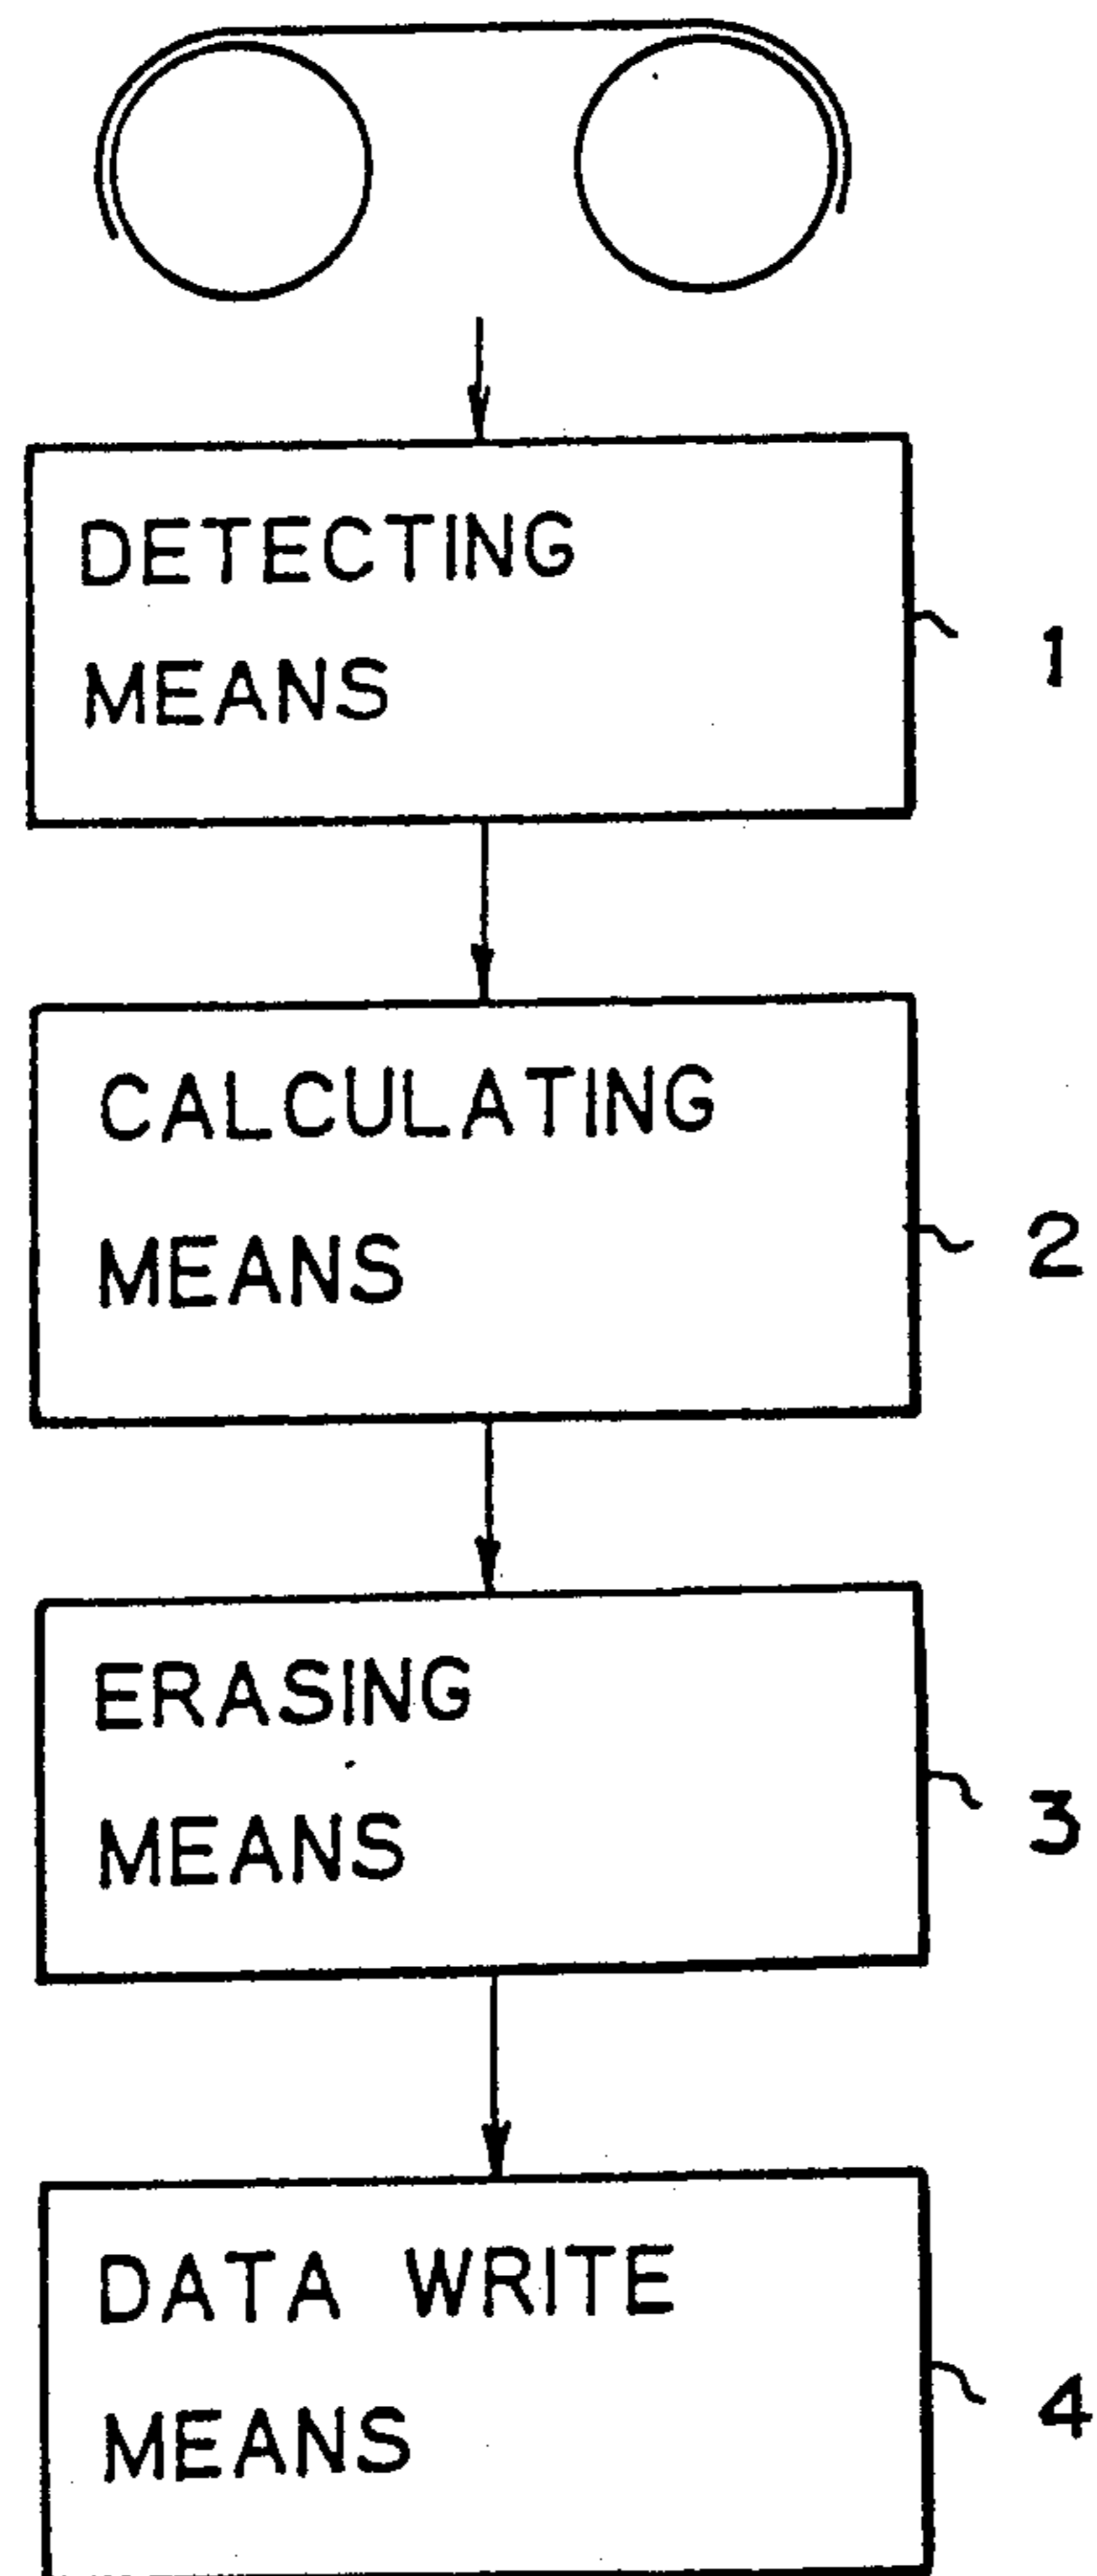 DETECTING
MEANS
1
CALCULATING
MEANS
2
ERASING
MEANS
3
DATA WRITE
MEANS
4